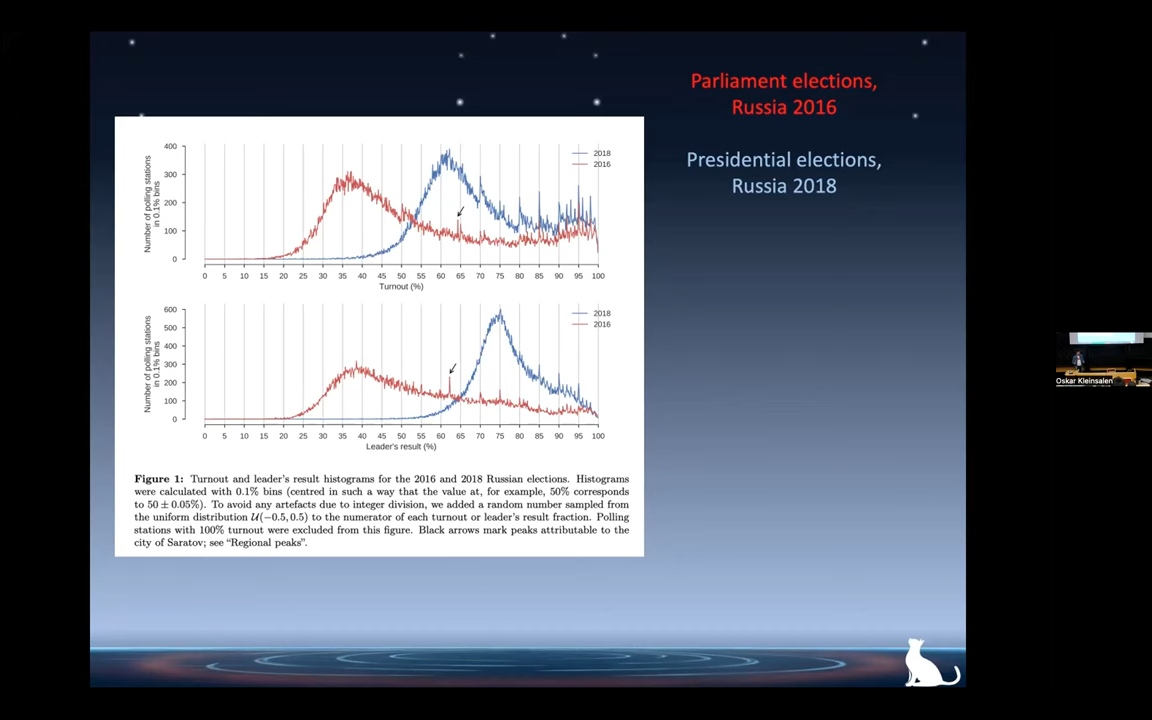 Parliament elections,
Russia 2016
Presidential elections,
Russia 2018
Number of polling stations
in 0.1% bins
400
300
200
100
0
2018
2016
0 5 10 15 20 25 30 35 40 45 50 55 60 65 70 75 80 85 90 95 100
Turnout (%)
Number of polling stations
in 0.1% bins
600
500
400
300
200
100
0
2018
2016
0 5 10 15 20 25 30 35 40 45 50 55 60 65 70 75 80 85 90 95 100
Leader's result (%)
Figure 1: Turnout and leader's result histograms for the 2016 and 2018 Russian elections. Histograms
were calculated with 0.1% bins (centred in such a way that the value at, for example, 50% corresponds
to 50 ± 0.05%). To avoid any artefacts due to integer division, we added a random number sampled from
the uniform distribution 𝒰(−0.5, 0.5) to the numerator of each turnout or leader's result fraction. Polling
stations with 100% turnout were excluded from this figure. Black arrows mark peaks attributable to the
city of Saratov; see "Regional peaks".
Oskar Kleinsalen